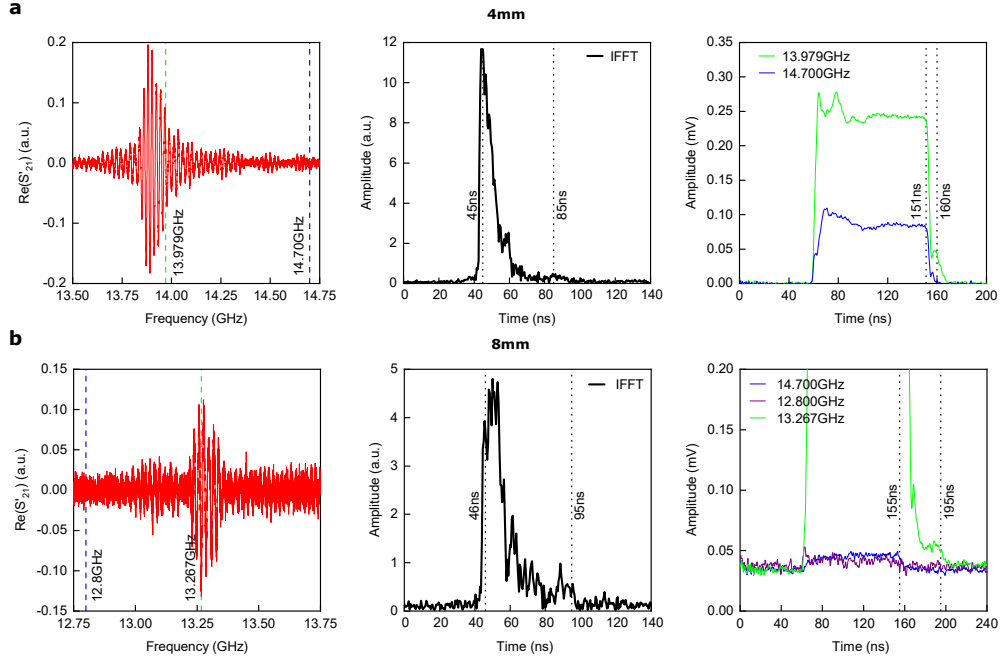 a
4mm
Re(S'21) (a.u.)
0.2
0.1
0.0
-0.1
-0.2
13.979GHz
14.70GHz
13.50
13.75
14.00
14.25
14.50
14.75
Frequency (GHz)
Amplitude (a.u.)
12
10
8
6
4
2
0
IFFT
45ns
85ns
0
20
40
60
80
100
120
140
Time (ns)
Amplitude (mV)
0.35
0.30
0.25
0.20
0.15
0.10
0.05
0.00
13.979GHz
14.700GHz
151ns
160ns
0
40
80
120
160
200
Time (ns)
b
8mm
Re(S'21) (a.u.)
0.15
0.10
0.05
0.00
-0.05
-0.10
-0.15
12.8GHz
13.267GHz
12.75
13.00
13.25
13.50
13.75
Frequency (GHz)
Amplitude (a.u.)
5
4
3
2
1
0
IFFT
46ns
95ns
0
20
40
60
80
100
120
140
Time (ns)
Amplitude (mV)
0.20
0.15
0.10
0.05
0.00
14.700GHz
12.800GHz
13.267GHz
155ns
195ns
0
40
80
120
160
200
240
Time (ns)